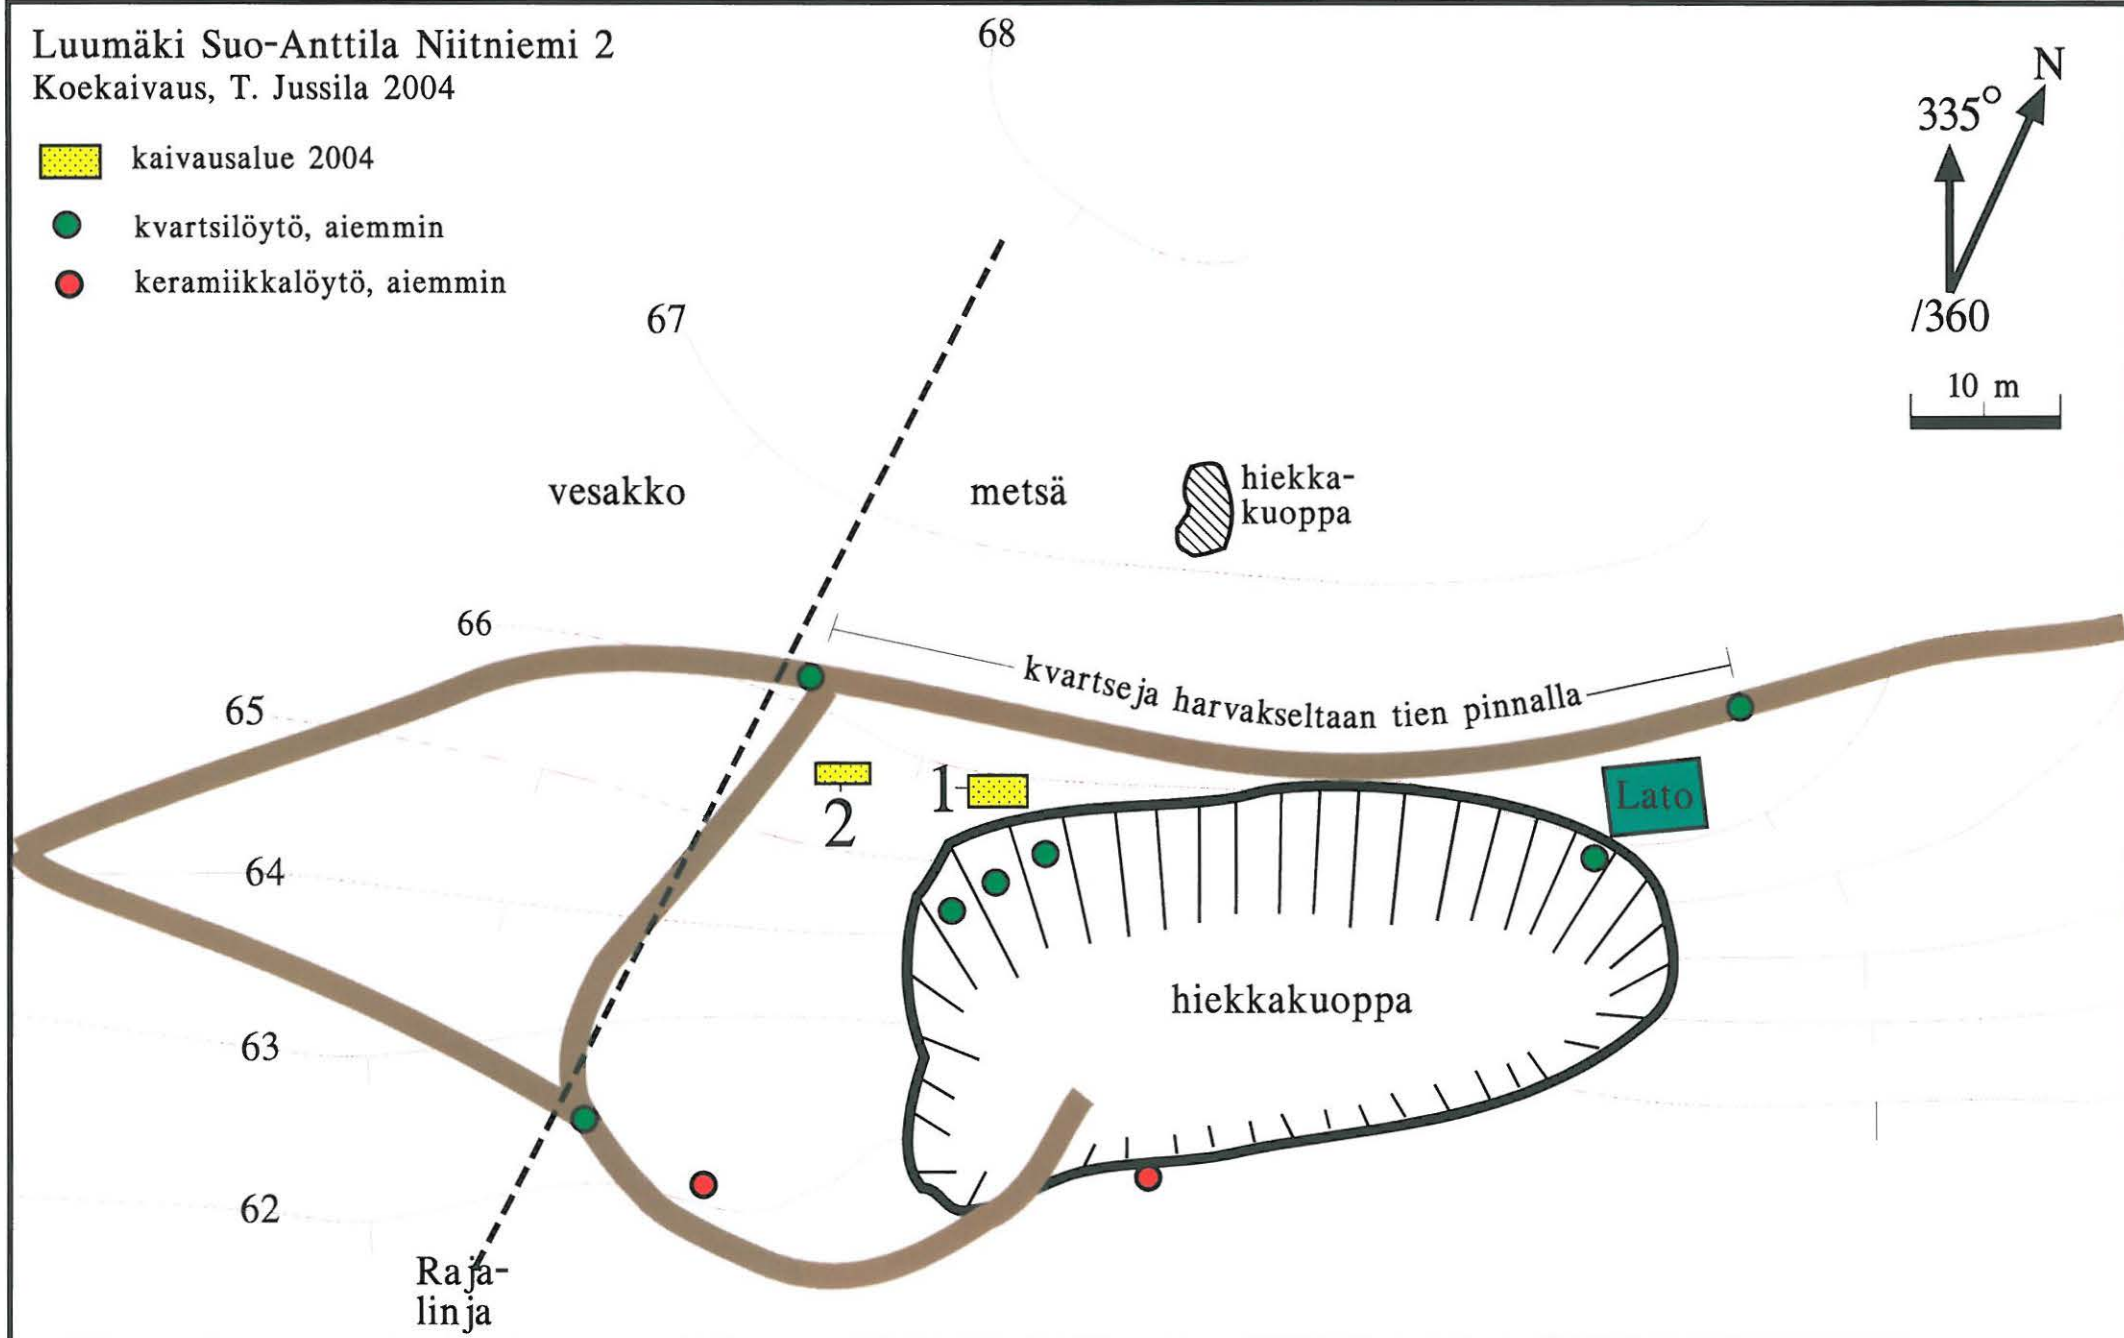 Luumäki Suo-Anttila Niitniemi 2
Koekaivaus, T. Jussila 2004
kaivausalue 2004
kvartsilöytö, aiemmin
keramiikkalöytö, aiemmin
68
N
335°
/360
10 m
67
vesakko
metsä
hiekka-
kuoppa
66
kvartseja harvakseltaan tien pinnalla
65
2
1
Lato
64
hiekkakuoppa
63
62
Raja-
linja